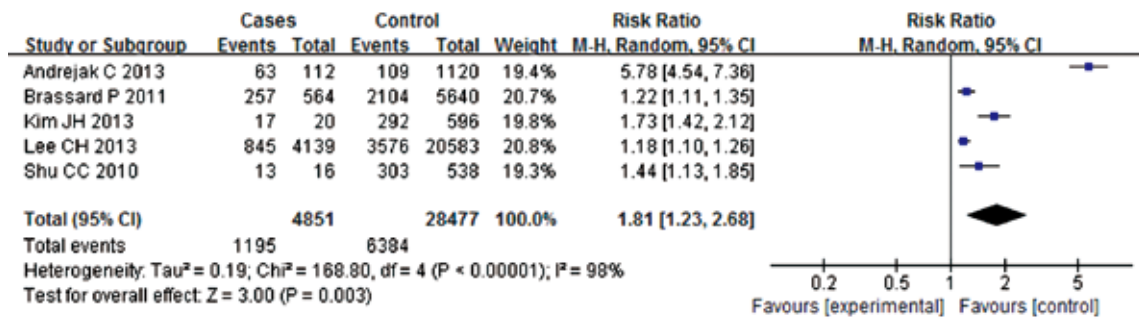 Cases Control Risk Ratio Risk Ratio
Study or Subgroup Events Total Events Total Weight M-H, Random, 95% CI M-H, Random, 95% CI
Andrejak C 2013 63 112 109 1120 19.4% 5.78 [4.54, 7.36]
Brassard P 2011 257 564 2104 5640 20.7% 1.22 [1.11, 1.35]
Kim JH 2013 17 20 292 596 19.8% 1.73 [1.42, 2.12]
Lee CH 2013 845 4139 3576 20583 20.8% 1.18 [1.10, 1.26]
Shu CC 2010 13 16 303 538 19.3% 1.44 [1.13, 1.85]
Total (95% CI) 4851 28477 100.0% 1.81 [1.23, 2.68]
Total events 1195 6384
Heterogeneity: Tau² = 0.19; Chi² = 168.80, df = 4 (P < 0.00001); I² = 98%
Test for overall effect: Z = 3.00 (P = 0.003)
0.2 0.5 1 2 5
Favours [experimental] Favours [control]